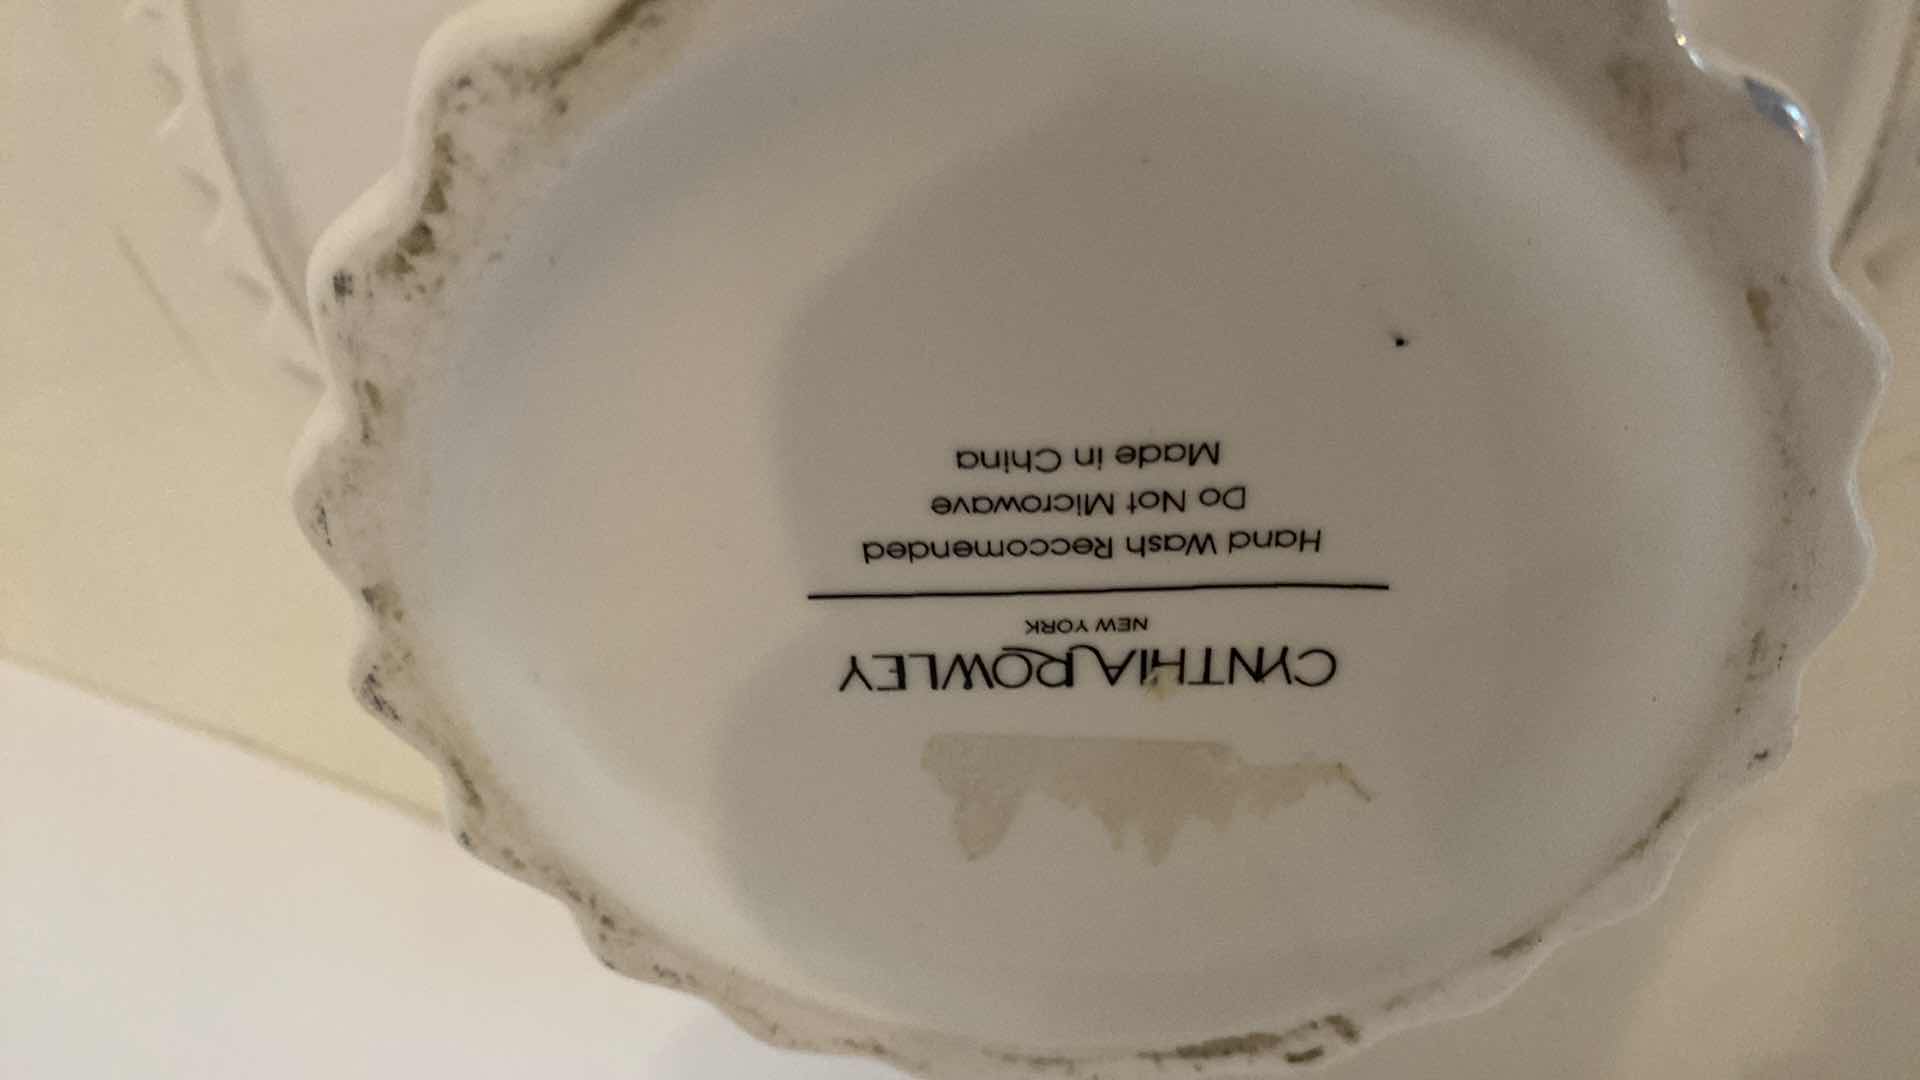 CYNTHIA ROWLEY
NEW YORK
Hand Wash Reccomended
Do Not Microwave
Made in China